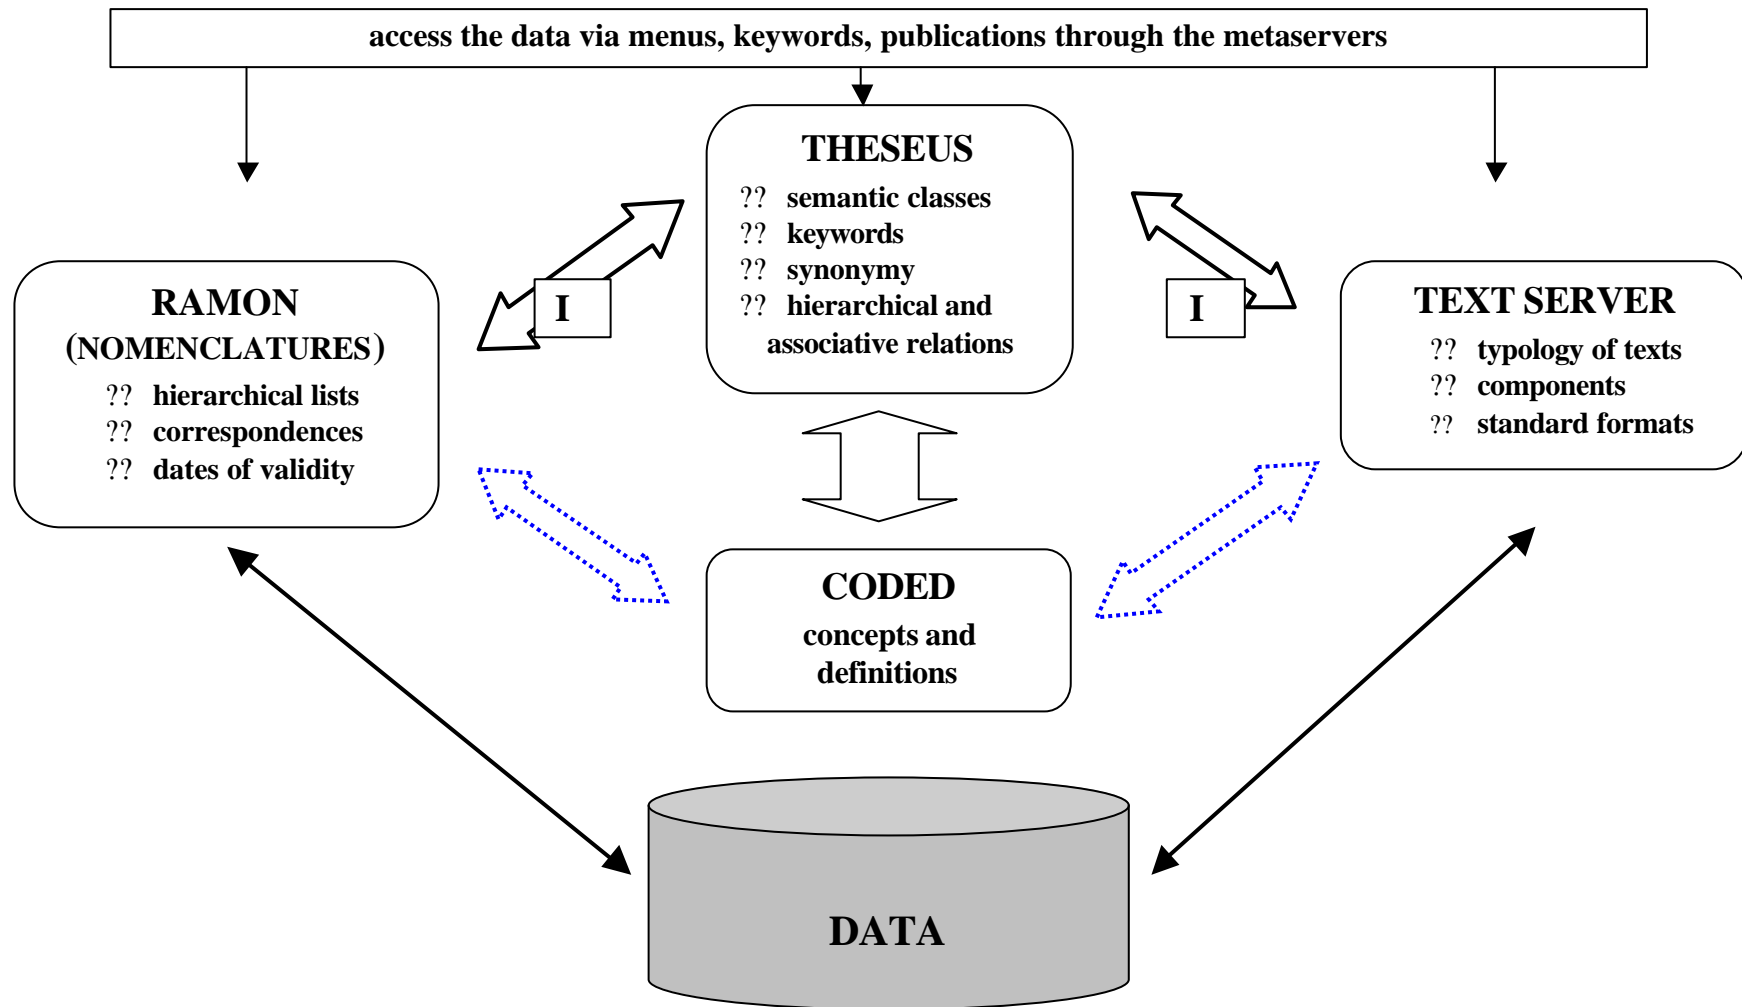 access the data via menus, keywords, publications through the metaservers
THESEUS
?? semantic classes
?? keywords
?? synonymy
?? hierarchical and
associative relations
I
I
RAMON
(NOMENCLATURES)
?? hierarchical lists
?? correspondences
?? dates of validity
TEXT SERVER
?? typology of texts
?? components
?? standard formats
CODED
concepts and
definitions
DATA